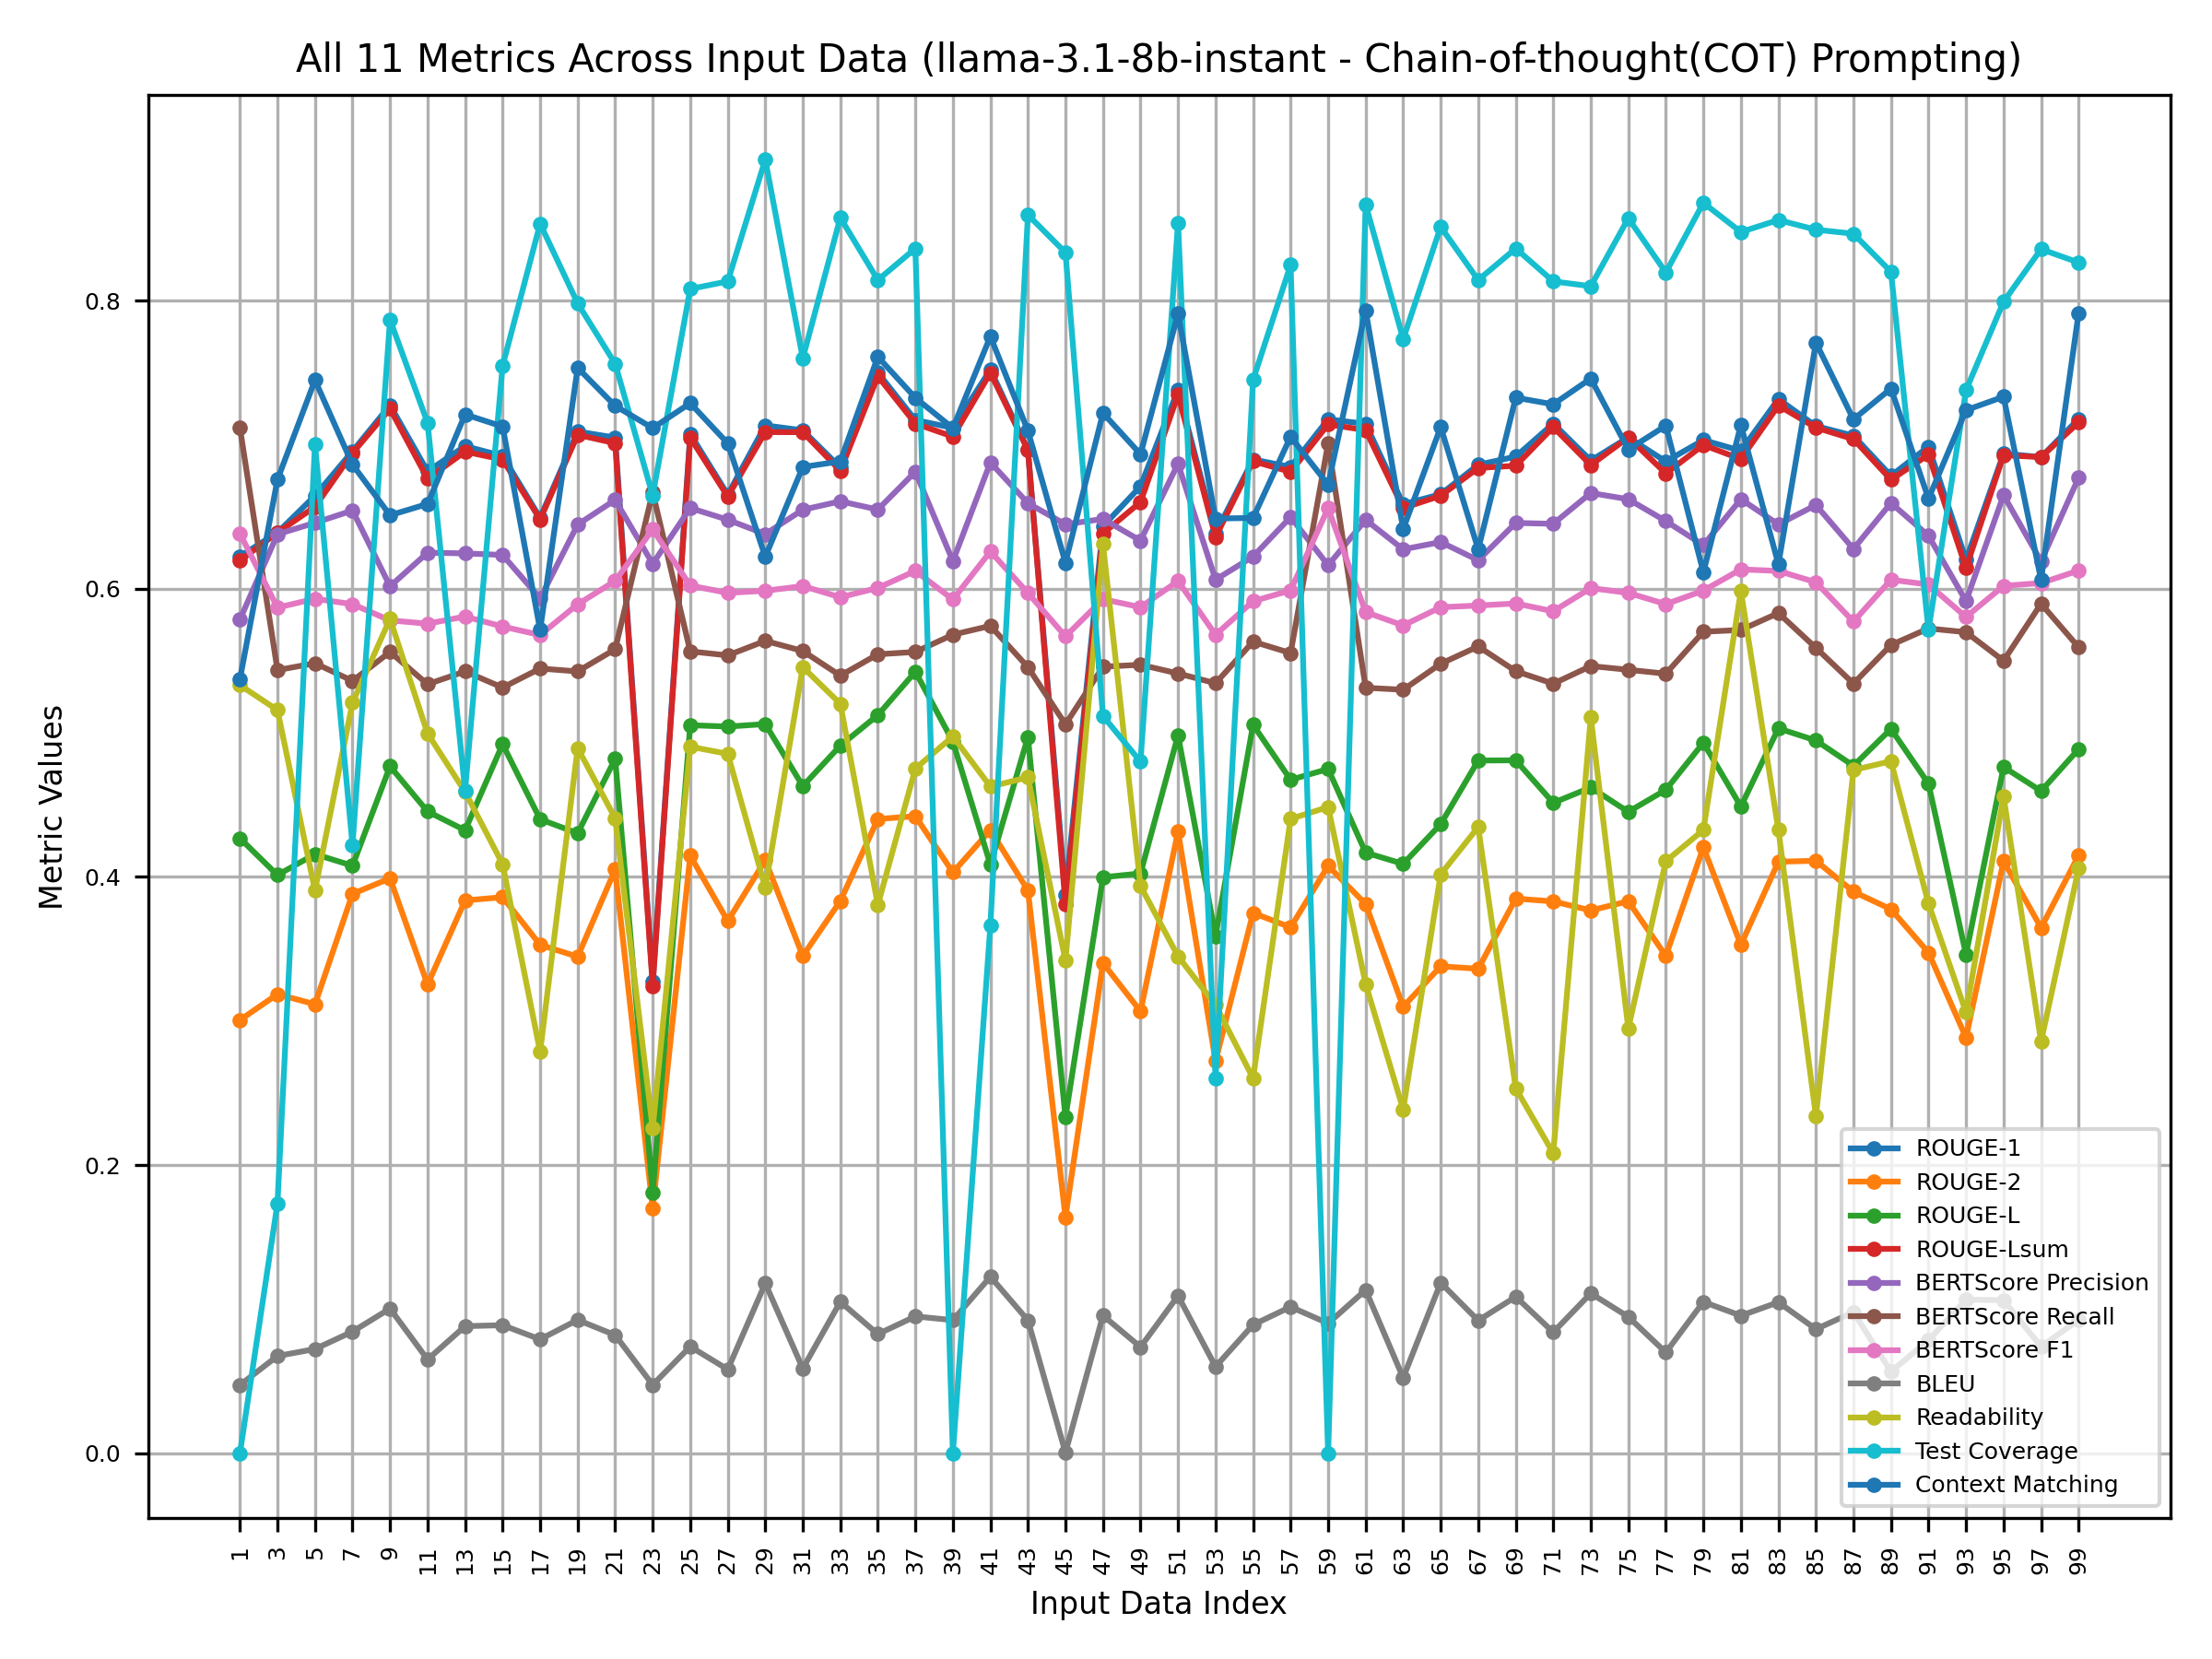 All 11 Metrics Across Input Data (llama-3.1-8b-instant - Chain-of-thought(COT) Prompting)
Metric Values
0.8
0.6
0.4
0.2
0.0
ROUGE-1
ROUGE-2
ROUGE-L
ROUGE-Lsum
BERTScore Precision
BERTScore Recall
BERTScore F1
BLEU
Readability
Test Coverage
Context Matching
1 3 5 7 9 11 13 15 17 19 21 23 25 27 29 31 33 35 37 39 41 43 45 47 49 51 53 55 57 59 61 63 65 67 69 71 73 75 77 79 81 83 85 87 89 91 93 95 97 99
Input Data Index